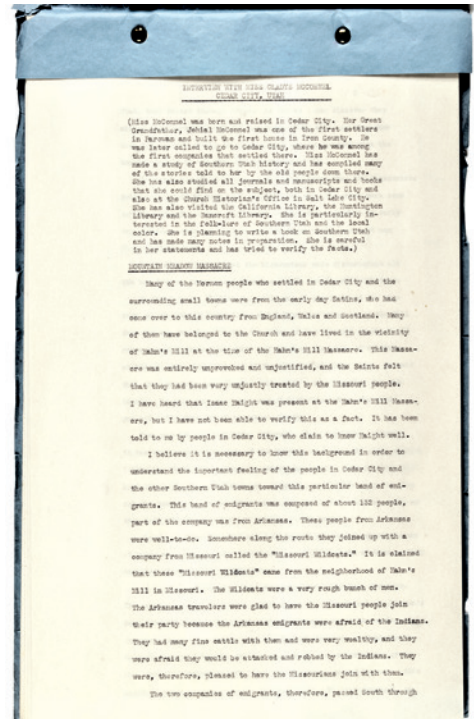 INTERVIEW WITH MISS GLADYS MCCONNEL
CEDAR CITY, UTAH
(Miss McConnel was born and raised in Cedar City. Her Great
Grandfather, Jehial McConnel was one of the first settlers
in Parowan and built the first house in Iron County. He
was later called to go to Cedar City, where he was among
the first companies that settled there. Miss McConnel has
made a study of Southern Utah history and has compiled many
of the stories told to her by the old people down there.
She has also studied all journals and manuscripts and books
that she could find on the subject, both in Cedar City and
also at the Church Historian's Office in Salt Lake City.
She has also visited the California Library, the Huntington
Library and the Bancroft Library. She is particularly in-
terested in the folk-lore of Southern Utah and the local
color. She is planning to write a book on Southern Utah
and has made many notes in preparation. She is careful
in her statements and has tried to verify the facts.)
MOUNTAIN MEADOW MASSACRE
Many of the Mormon people who settled in Cedar City and the
surrounding small towns were from the early day Saints, who had
come over to this country from England, Wales and Scotland. Many
of them have belonged to the Church and have lived in the vicinity
of Hahn's Mill at the time of the Hahn's Mill Massacre. This Massa-
cre was entirely unprovoked and unjustified, and the Saints felt
that they had been very unjustly treated by the Missouri people.
I have heard that Isaac Haight was present at the Hahn's Mill Massa-
cre, but I have not been able to verify this as a fact. It has been
told to me by people in Cedar City, who claim to know Haight well.
I believe it is necessary to know this background in order to
understand the important feeling of the people in Cedar City and
the other Southern Utah towns toward this particular band of emi-
grants. This band of emigrants was composed of about 132 people,
part of the company was from Arkansas. These people from Arkansas
were well-to-do. Somewhere along the route they joined up with a
company from Missouri called the "Missouri Wildcats." It is claimed
that these "Missouri Wildcats" came from the neighborhood of Hahn's
Mill in Missouri. The Wildcats were a very rough bunch of men.
The Arkansas travelers were glad to have the Missouri people join
their party because the Arkansas emigrants were afraid of the Indians.
They had many fine cattle with them and were very wealthy, and they
were afraid they would be attacked and robbed by the Indians. They
were, therefore, pleased to have the Missourians join with them.
The two companies of emigrants, therefore, passed South through